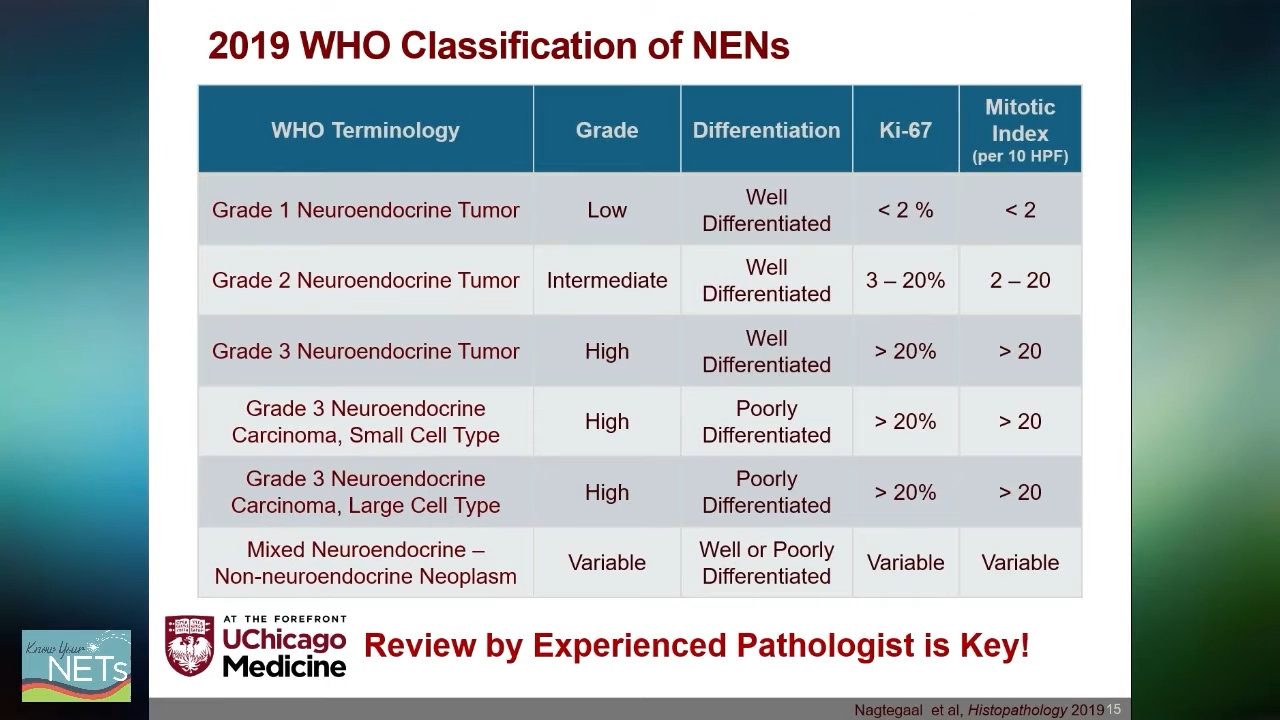 2019 WHO Classification of NENs
WHO Terminology
Grade
Differentiation
Ki-67
Mitotic
Index
(per 10 HPF)
Grade 1 Neuroendocrine Tumor
Low
Well
Differentiated
< 2 %
< 2
Grade 2 Neuroendocrine Tumor
Intermediate
Well
Differentiated
3 – 20%
2 – 20
Grade 3 Neuroendocrine Tumor
High
Well
Differentiated
> 20%
> 20
Grade 3 Neuroendocrine
Carcinoma, Small Cell Type
High
Poorly
Differentiated
> 20%
> 20
Grade 3 Neuroendocrine
Carcinoma, Large Cell Type
High
Poorly
Differentiated
> 20%
> 20
Mixed Neuroendocrine –
Non-neuroendocrine Neoplasm
Variable
Well or Poorly
Differentiated
Variable
Variable
AT THE FOREFRONT
UChicago
Medicine
Review by Experienced Pathologist is Key!
Know Your
NETs
Nagtegaal et al, Histopathology 2019
15